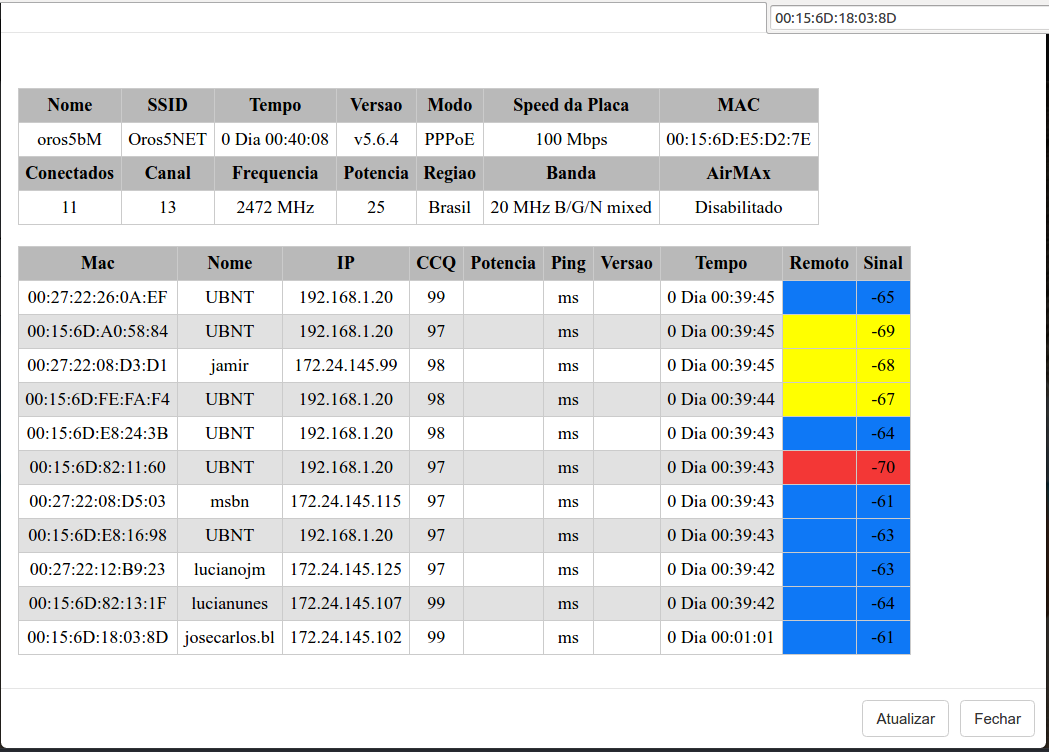 00:15:6D:18:03:8D
Nome SSID Tempo Versao Modo Speed da Placa MAC
oros5bM Oros5NET 0 Dia 00:40:08 v5.6.4 PPPoE 100 Mbps 00:15:6D:E5:D2:7E
Conectados Canal Frequencia Potencia Regiao Banda AirMAx
11 13 2472 MHz 25 Brasil 20 MHz B/G/N mixed Disabilitado
Mac Nome IP CCQ Potencia Ping Versao Tempo Remoto Sinal
00:27:22:26:0A:EF UBNT 192.168.1.20 99 ms 0 Dia 00:39:45 -65
00:15:6D:A0:58:84 UBNT 192.168.1.20 97 ms 0 Dia 00:39:45 -69
00:27:22:08:D3:D1 jamir 172.24.145.99 98 ms 0 Dia 00:39:45 -68
00:15:6D:FE:FA:F4 UBNT 192.168.1.20 98 ms 0 Dia 00:39:44 -67
00:15:6D:E8:24:3B UBNT 192.168.1.20 98 ms 0 Dia 00:39:43 -64
00:15:6D:82:11:60 UBNT 192.168.1.20 97 ms 0 Dia 00:39:43 -70
00:27:22:08:D5:03 msbn 172.24.145.115 97 ms 0 Dia 00:39:43 -61
00:15:6D:E8:16:98 UBNT 192.168.1.20 97 ms 0 Dia 00:39:43 -63
00:27:22:12:B9:23 lucianojm 172.24.145.125 97 ms 0 Dia 00:39:42 -63
00:15:6D:82:13:1F lucianunes 172.24.145.107 99 ms 0 Dia 00:39:42 -64
00:15:6D:18:03:8D josecarlos.bl 172.24.145.102 99 ms 0 Dia 00:01:01 -61
Atualizar Fechar